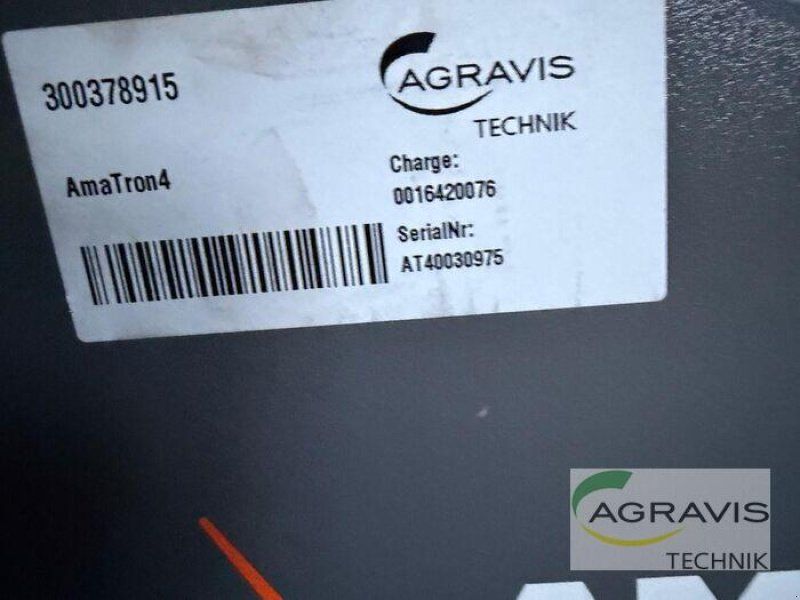 300378915
AGRAVIS
TECHNIK
AmaTron4
Charge:
0016420076
SerialNr:
AT40030975
AGRAVIS
TECHNIK